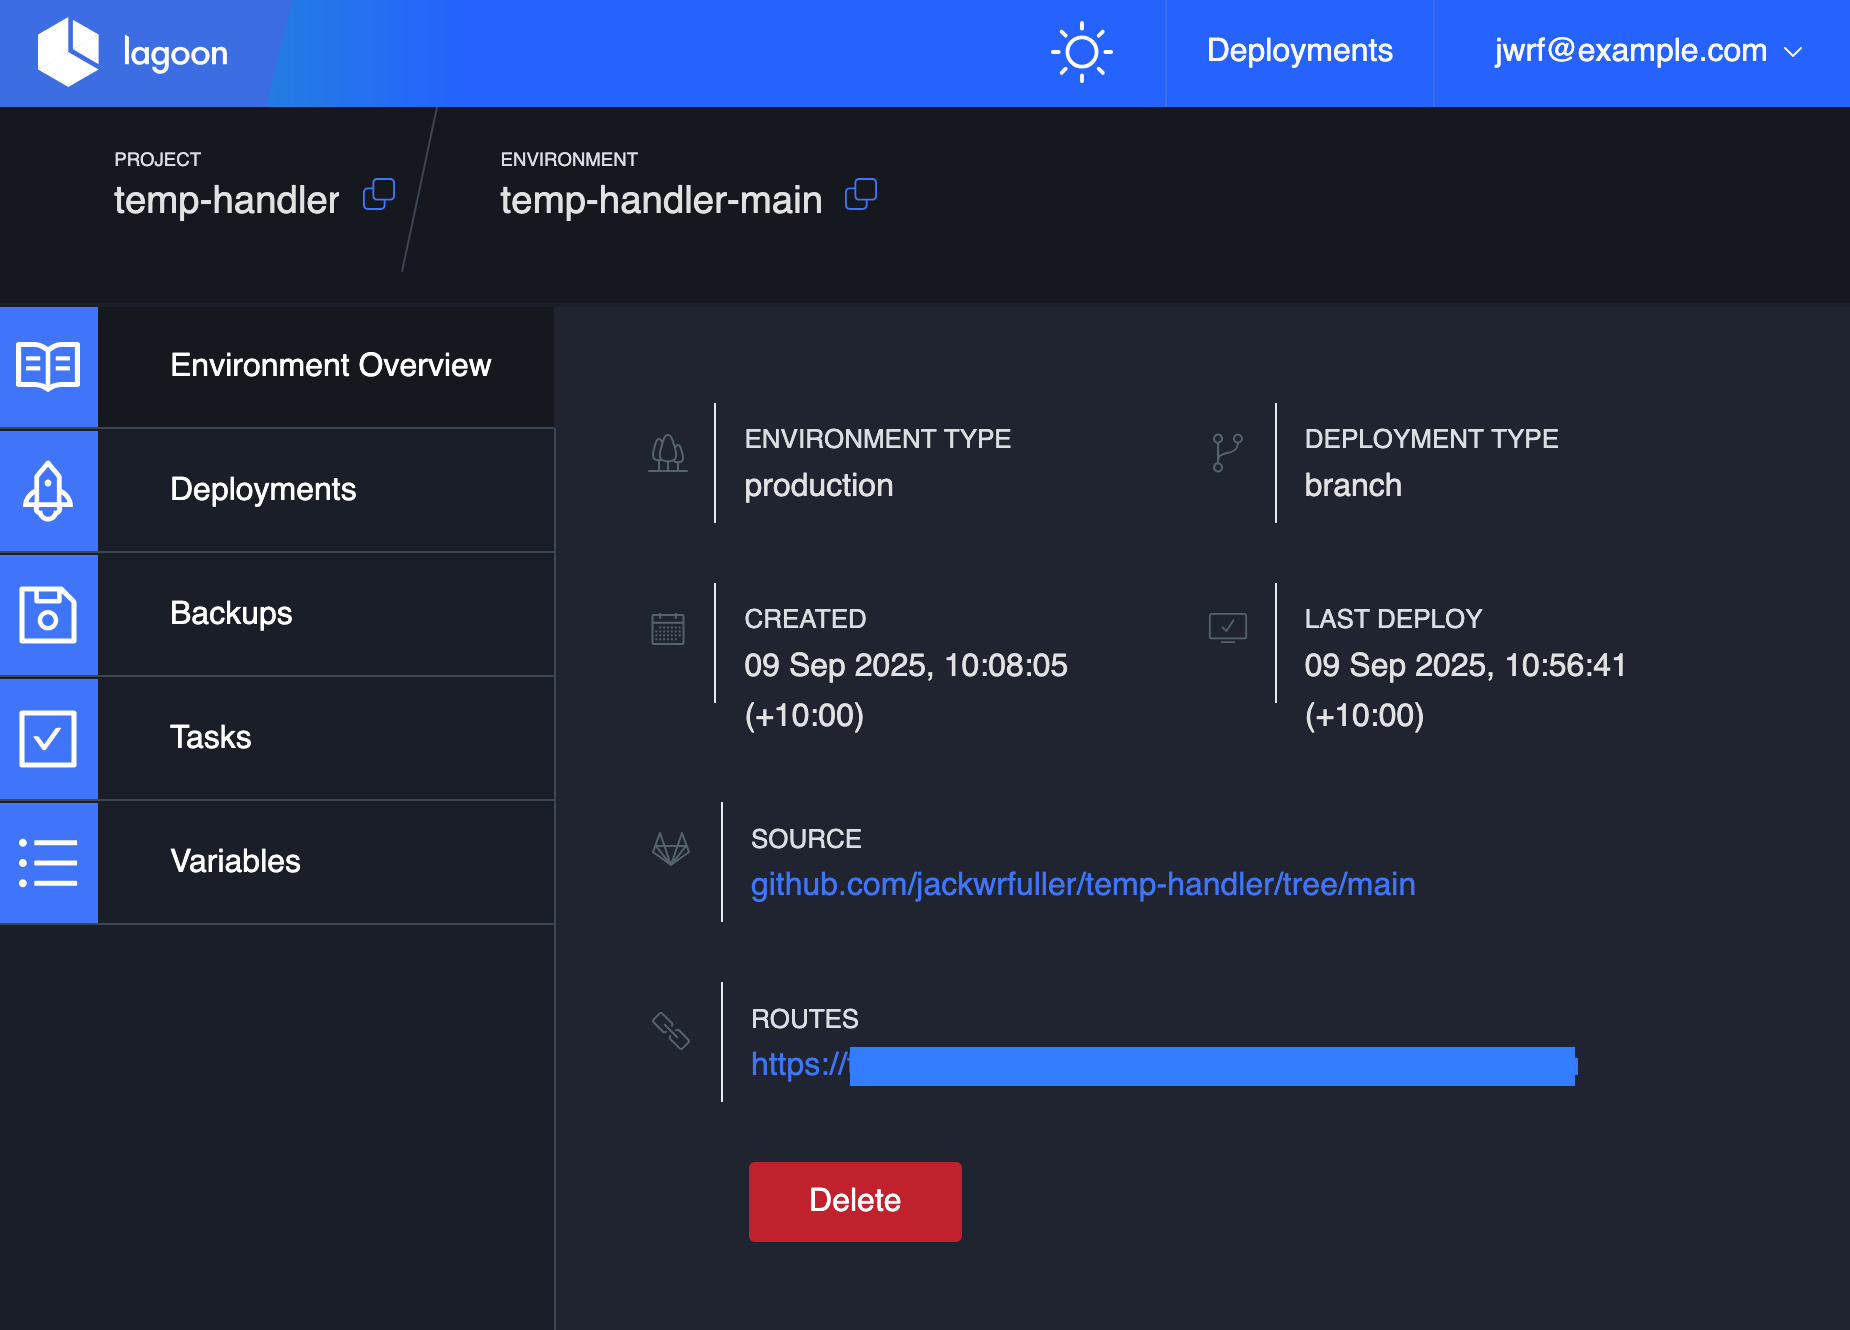 lagoon
Deployments
jwrf@example.com
PROJECT
temp-handler
ENVIRONMENT
temp-handler-main
Environment Overview
Deployments
Backups
Tasks
Variables
ENVIRONMENT TYPE
production
DEPLOYMENT TYPE
branch
CREATED
09 Sep 2025, 10:08:05
(+10:00)
LAST DEPLOY
09 Sep 2025, 10:56:41
(+10:00)
SOURCE
github.com/jackwrfuller/temp-handler/tree/main
ROUTES
https://
Delete